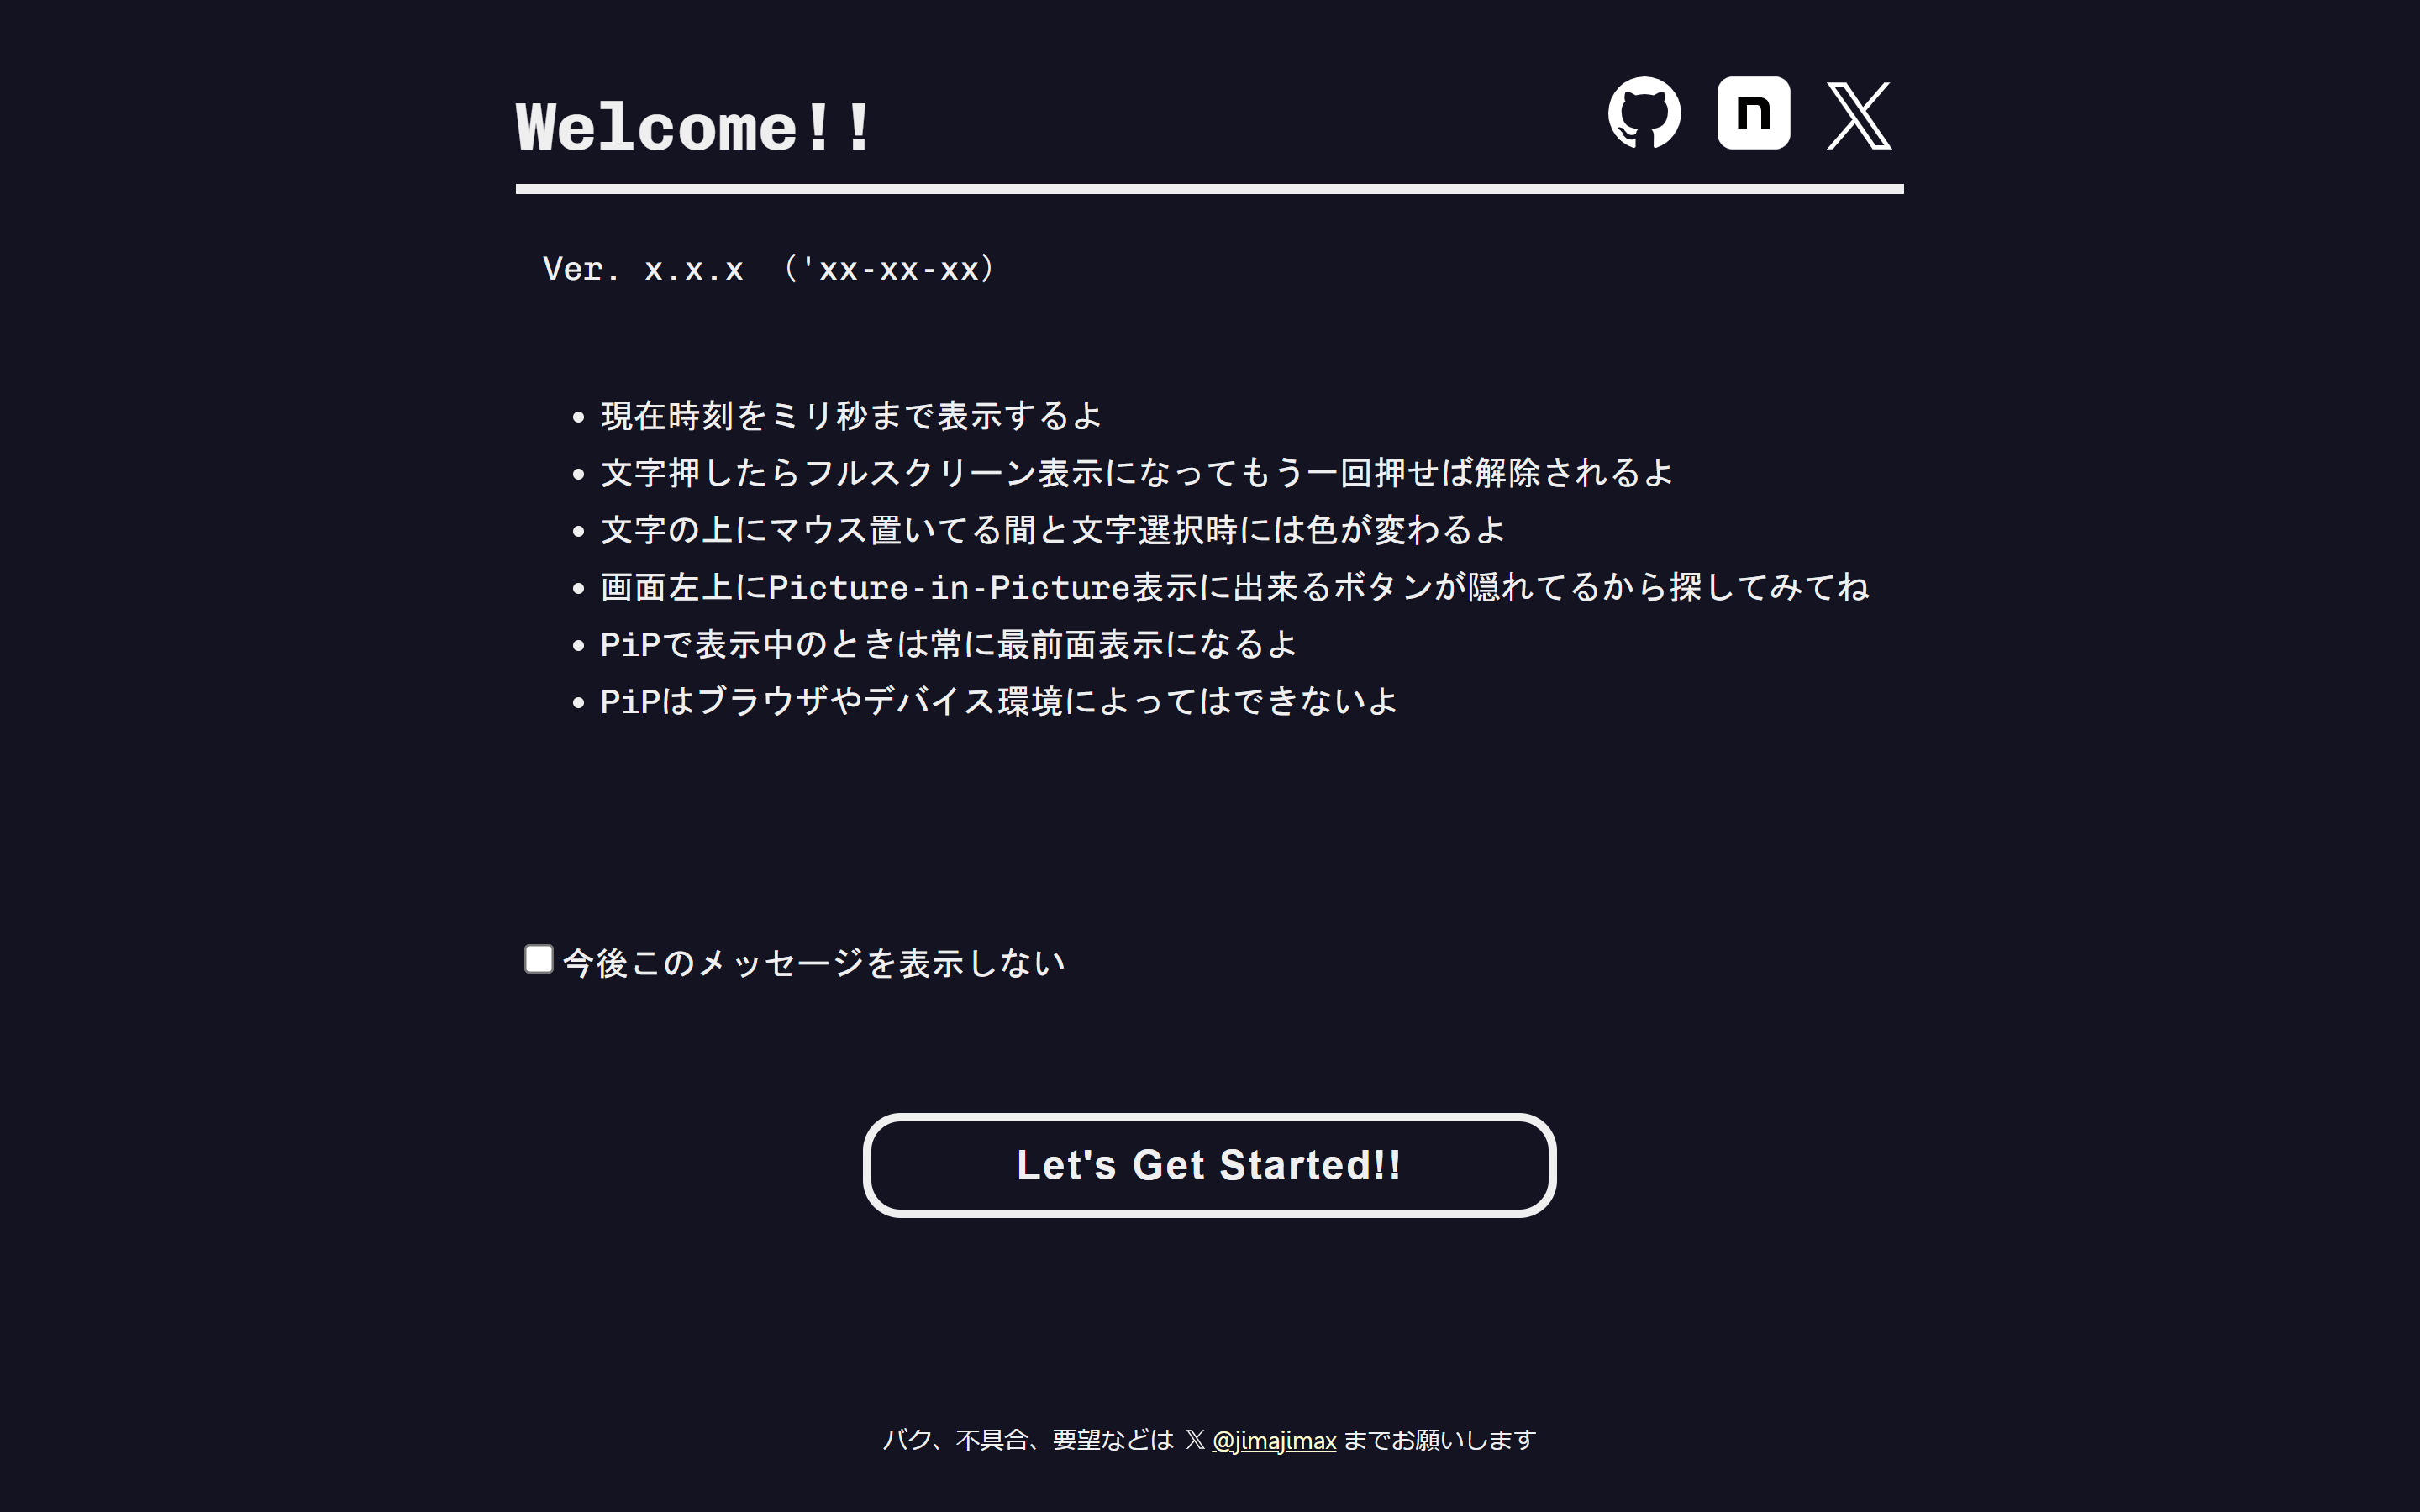 Welcome!!
Ver. x.x.x （'xx-xx-xx）
• 現在時刻をミリ秒まで表示するよ
• 文字押したらフルスクリーン表示になってもう一回押せば解除されるよ
• 文字の上にマウス置いてる間と文字選択時には色が変わるよ
• 画面左上にPicture-in-Picture表示に出来るボタンが隠れてるから探してみてね
• PiPで表示中のときは常に最前面表示になるよ
• PiPはブラウザやデバイス環境によってはできないよ
今後このメッセージを表示しない
Let's Get Started!!
バク、不具合、要望などは 𝕏 @jimajimax までお願いします